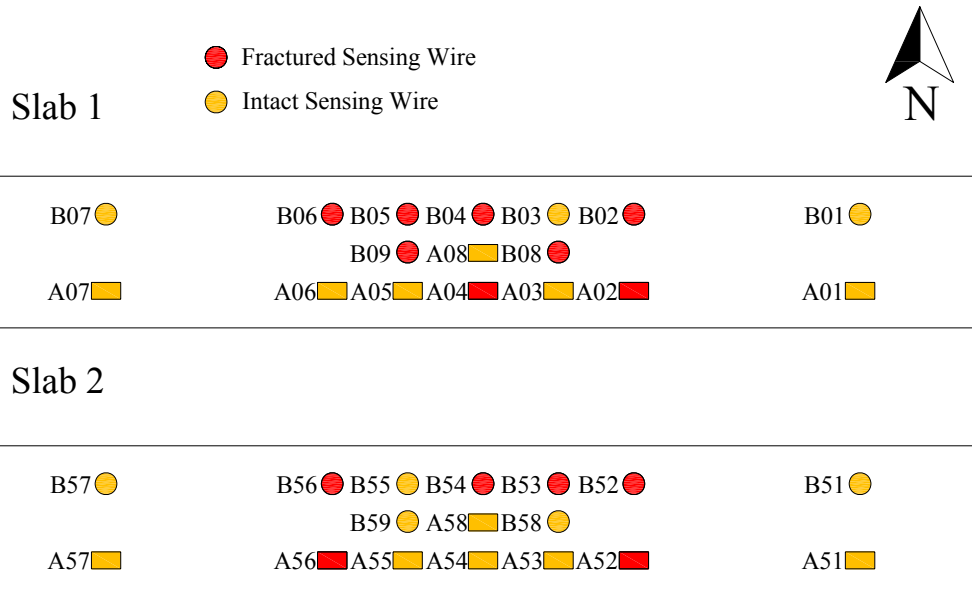 Fractured Sensing Wire
Intact Sensing Wire
Slab 1
N
B07 B06 B05 B04 B03 B02 B01
B09 A08 B08
A07 A06 A05 A04 A03 A02 A01
Slab 2
B57 B56 B55 B54 B53 B52 B51
B59 A58 B58
A57 A56 A55 A54 A53 A52 A51